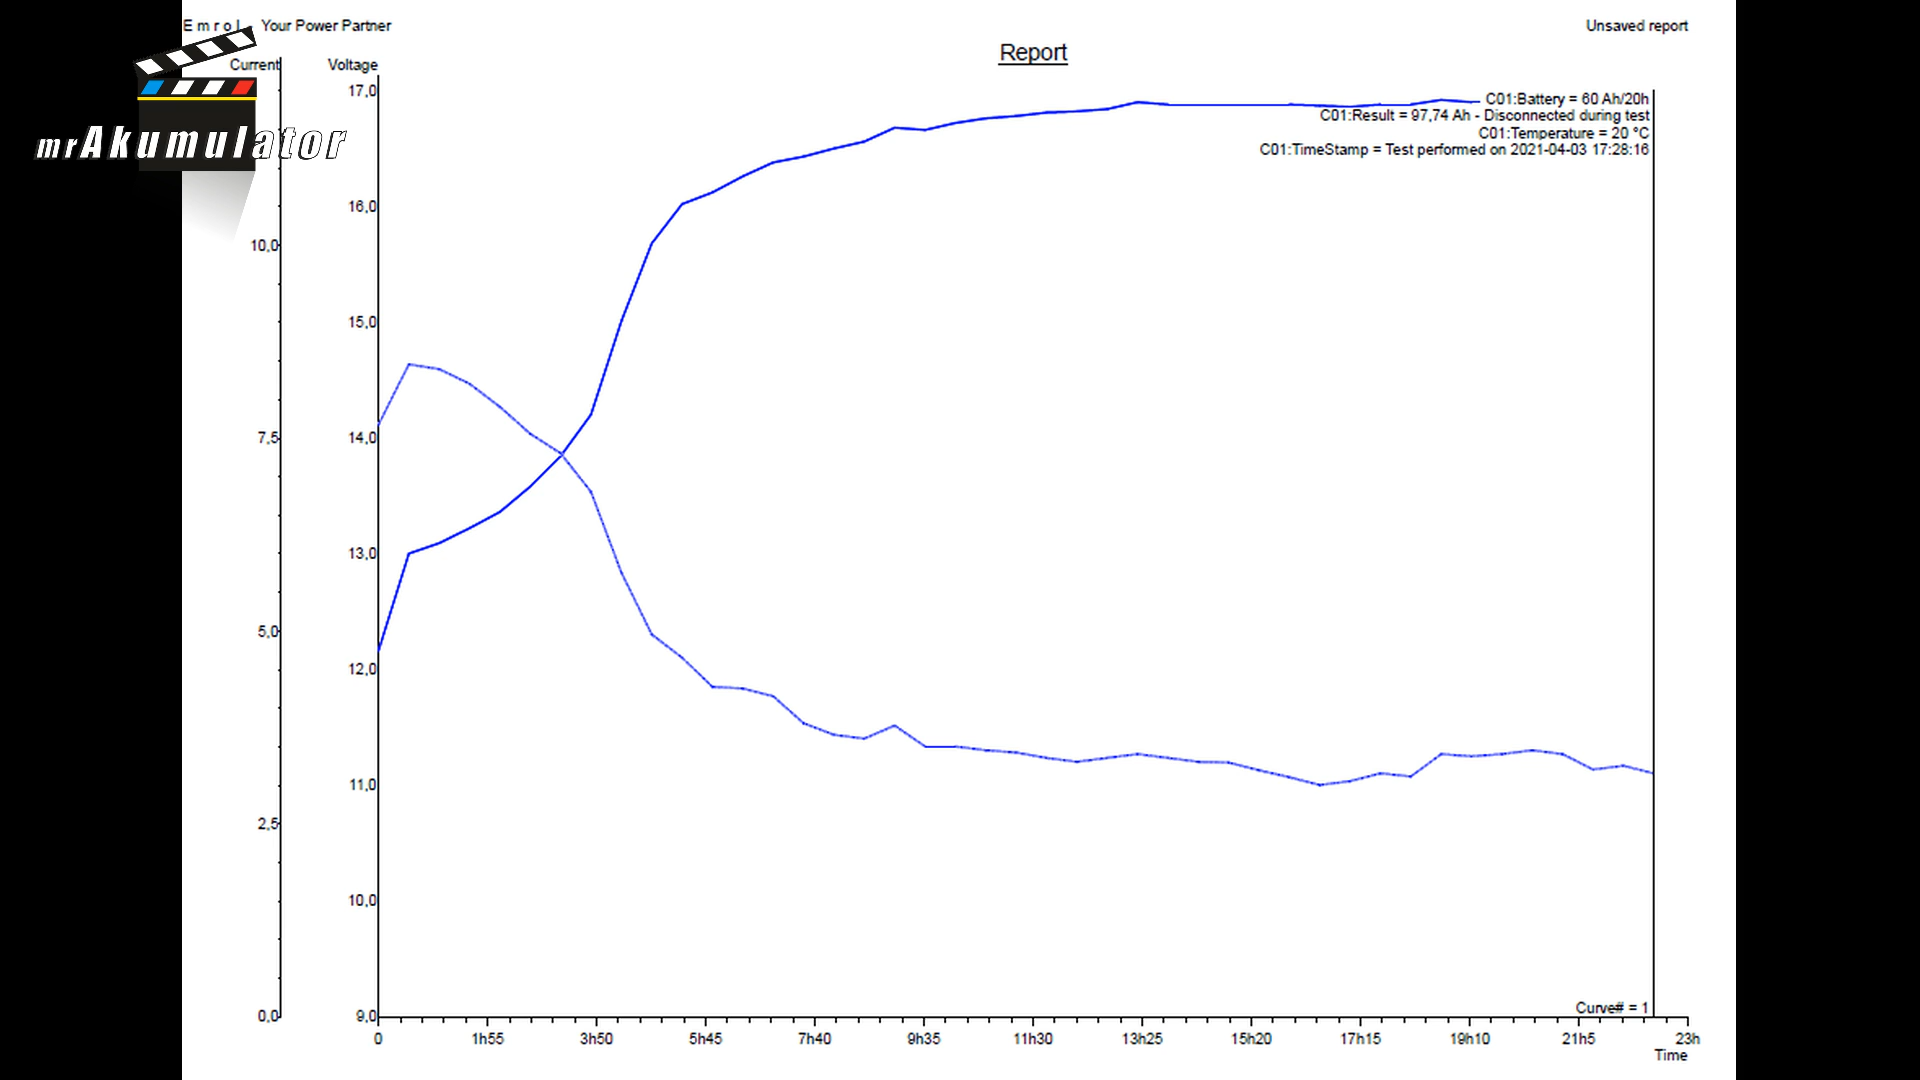 E m r o l - Your Power Partner
Unsaved report
Report
Current
Voltage
mrAkumulator
17,0
16,0
15,0
14,0
13,0
12,0
11,0
10,0
9,0
10,0
7,5
5,0
2,5
0,0
C01:Battery = 60 Ah/20h
C01:Result = 97,74 Ah - Disconnected during test
C01:Temperature = 20 °C
C01:TimeStamp = Test performed on 2021-04-03 17:28:16
Curve# = 1
0 1h55 3h50 5h45 7h40 9h35 11h30 13h25 15h20 17h15 19h10 21h5 23h
Time